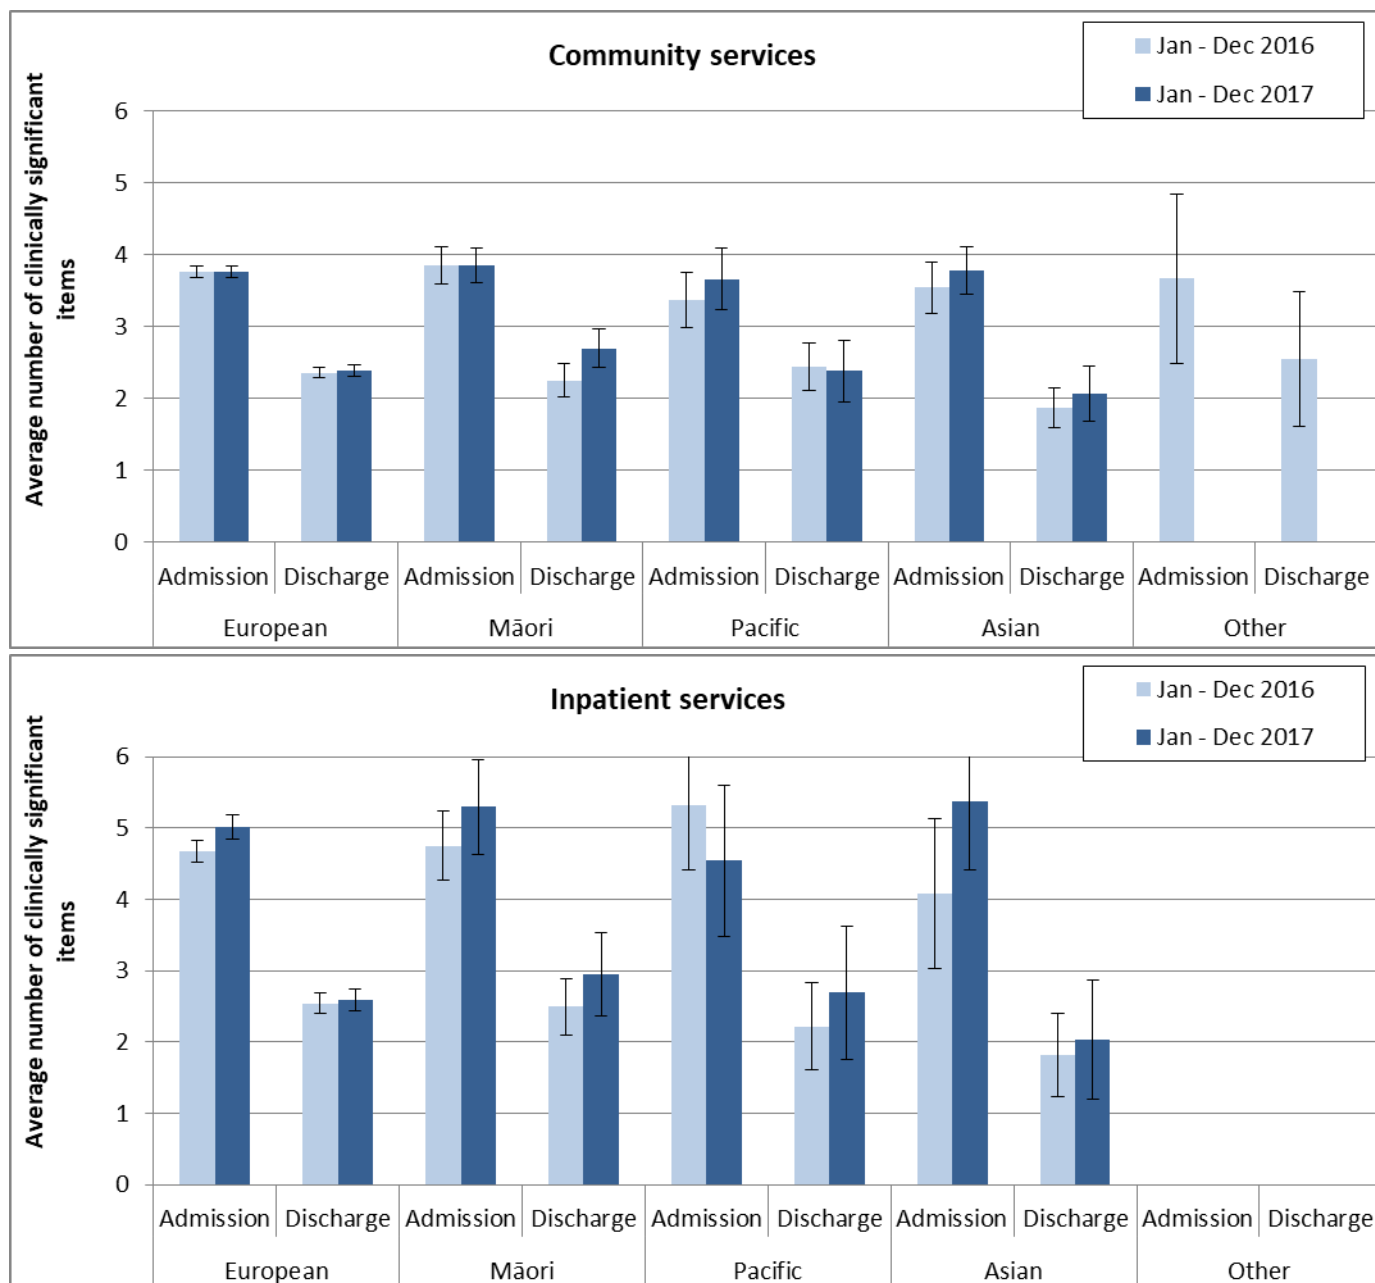 Community services
Jan - Dec 2016
Jan - Dec 2017
Average number of clinically significant
items
6
5
4
3
2
1
0
Admission Discharge Admission Discharge Admission Discharge Admission Discharge Admission Discharge
European Māori Pacific Asian Other
Inpatient services
Jan - Dec 2016
Jan - Dec 2017
Average number of clinically significant
items
6
5
4
3
2
1
0
Admission Discharge Admission Discharge Admission Discharge Admission Discharge Admission Discharge
European Māori Pacific Asian Other